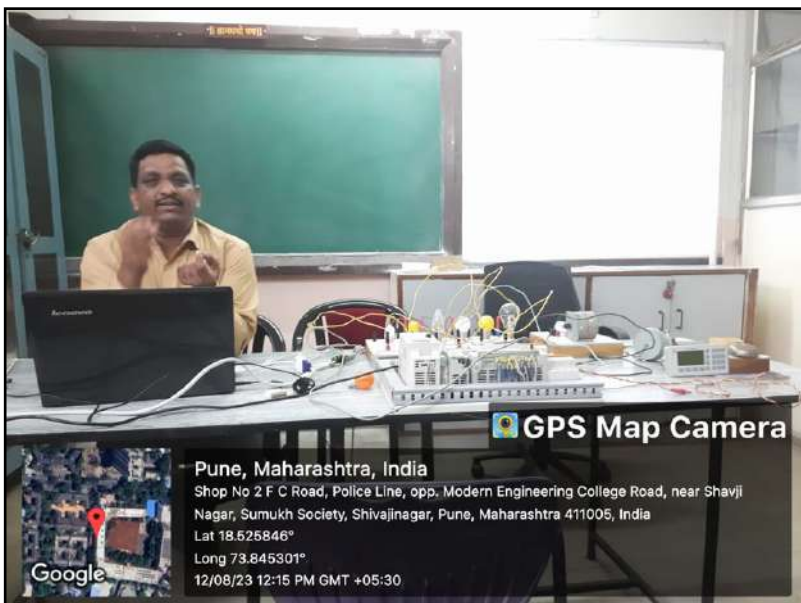 GPS Map Camera
Pune, Maharashtra, India
Shop No 2 F C Road, Police Line, opp. Modern Engineering College Road, near Shavji
Nagar, Sumukh Society, Shivajinagar, Pune, Maharashtra 411005, India
Lat 18.525846°
Long 73.845301°
12/08/23 12:15 PM GMT +05:30
Google